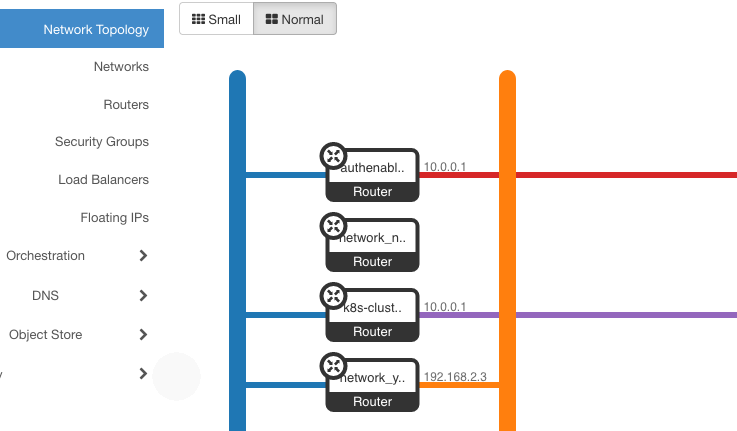 Small
Normal
Network Topology
Networks
Routers
Security Groups
Load Balancers
Floating IPs
Orchestration
DNS
Object Store
authenabl..
10.0.0.1
Router
network_n..
Router
k8s-clust..
10.0.0.1
Router
network_y..
192.168.2.3
Router